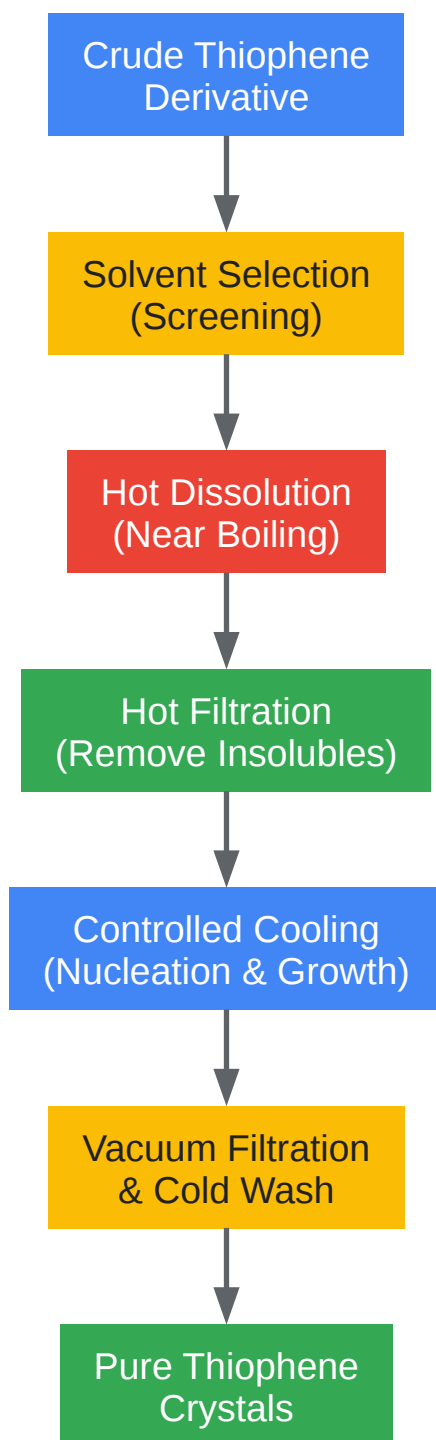 Crude Thiophene
Derivative
Solvent Selection
(Screening)
Hot Dissolution
(Near Boiling)
Hot Filtration
(Remove Insolubles)
Controlled Cooling
(Nucleation & Growth)
Vacuum Filtration
& Cold Wash
Pure Thiophene
Crystals